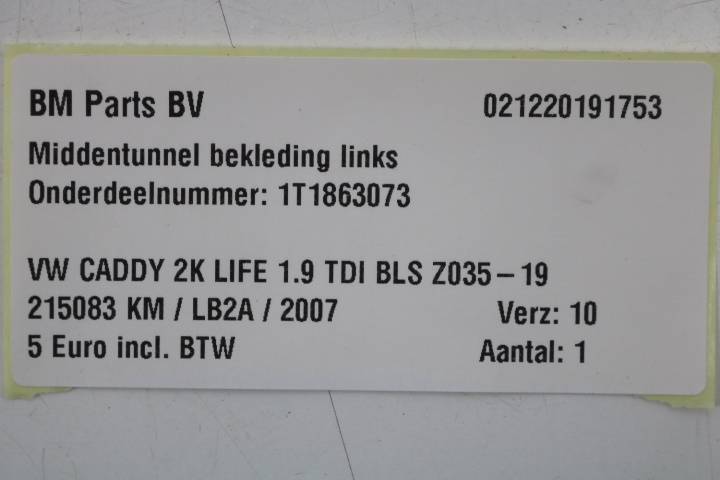 BM Parts BV 021220191753
Middentunnel bekleding links
Onderdeelnummer: 1T1863073
VW CADDY 2K LIFE 1.9 TDI BLS Z035-19
215083 KM / LB2A / 2007 Verz: 10
5 Euro incl. BTW Aantal: 1